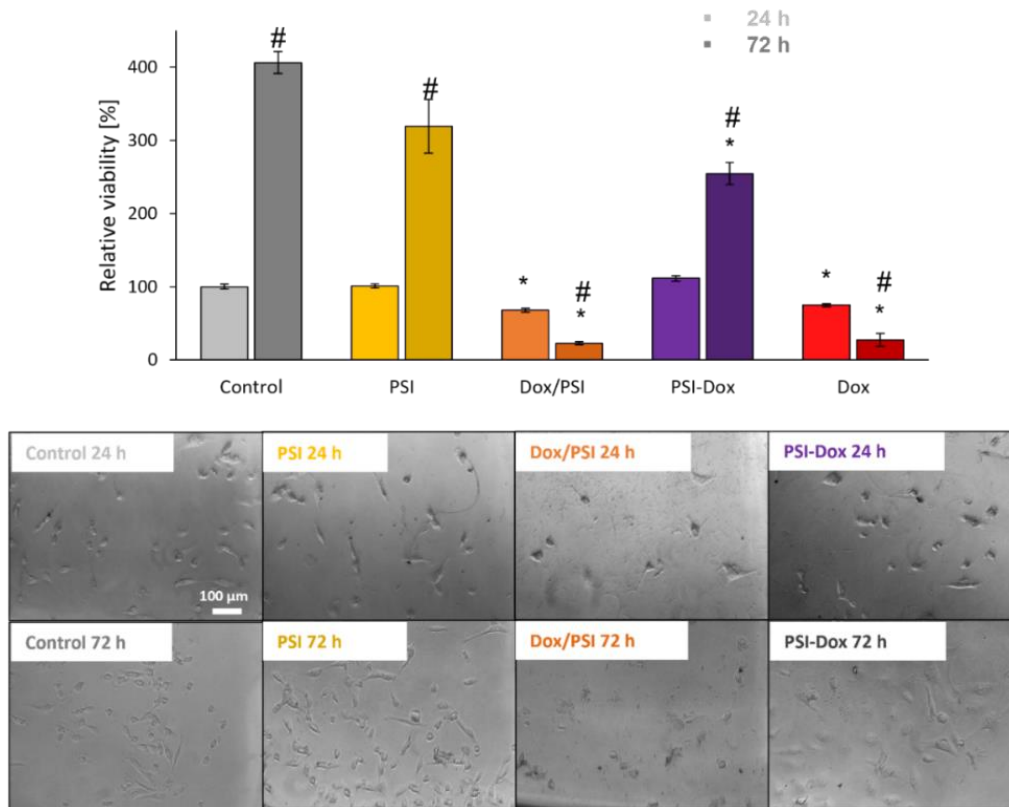 24 h
72 h
Relative viability [%]
400
300
200
100
0
#
#
*
#
*
#
*
*
#
*
Control
PSI
Dox/PSI
PSI-Dox
Dox
Control 24 h
PSI 24 h
Dox/PSI 24 h
PSI-Dox 24 h
100 µm
Control 72 h
PSI 72 h
Dox/PSI 72 h
PSI-Dox 72 h